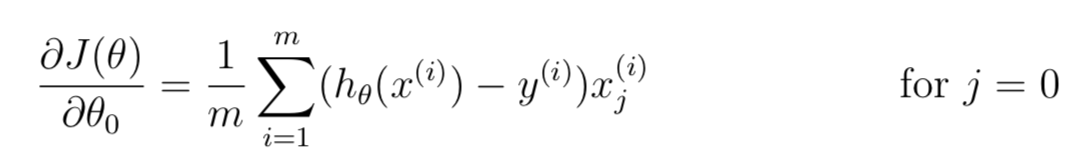 ∂J(θ)/∂θ₀ = 1/m ∑_{i=1}^{m} (h_θ(x^{(i)}) − y^{(i)})x_j^{(i)} for j = 0